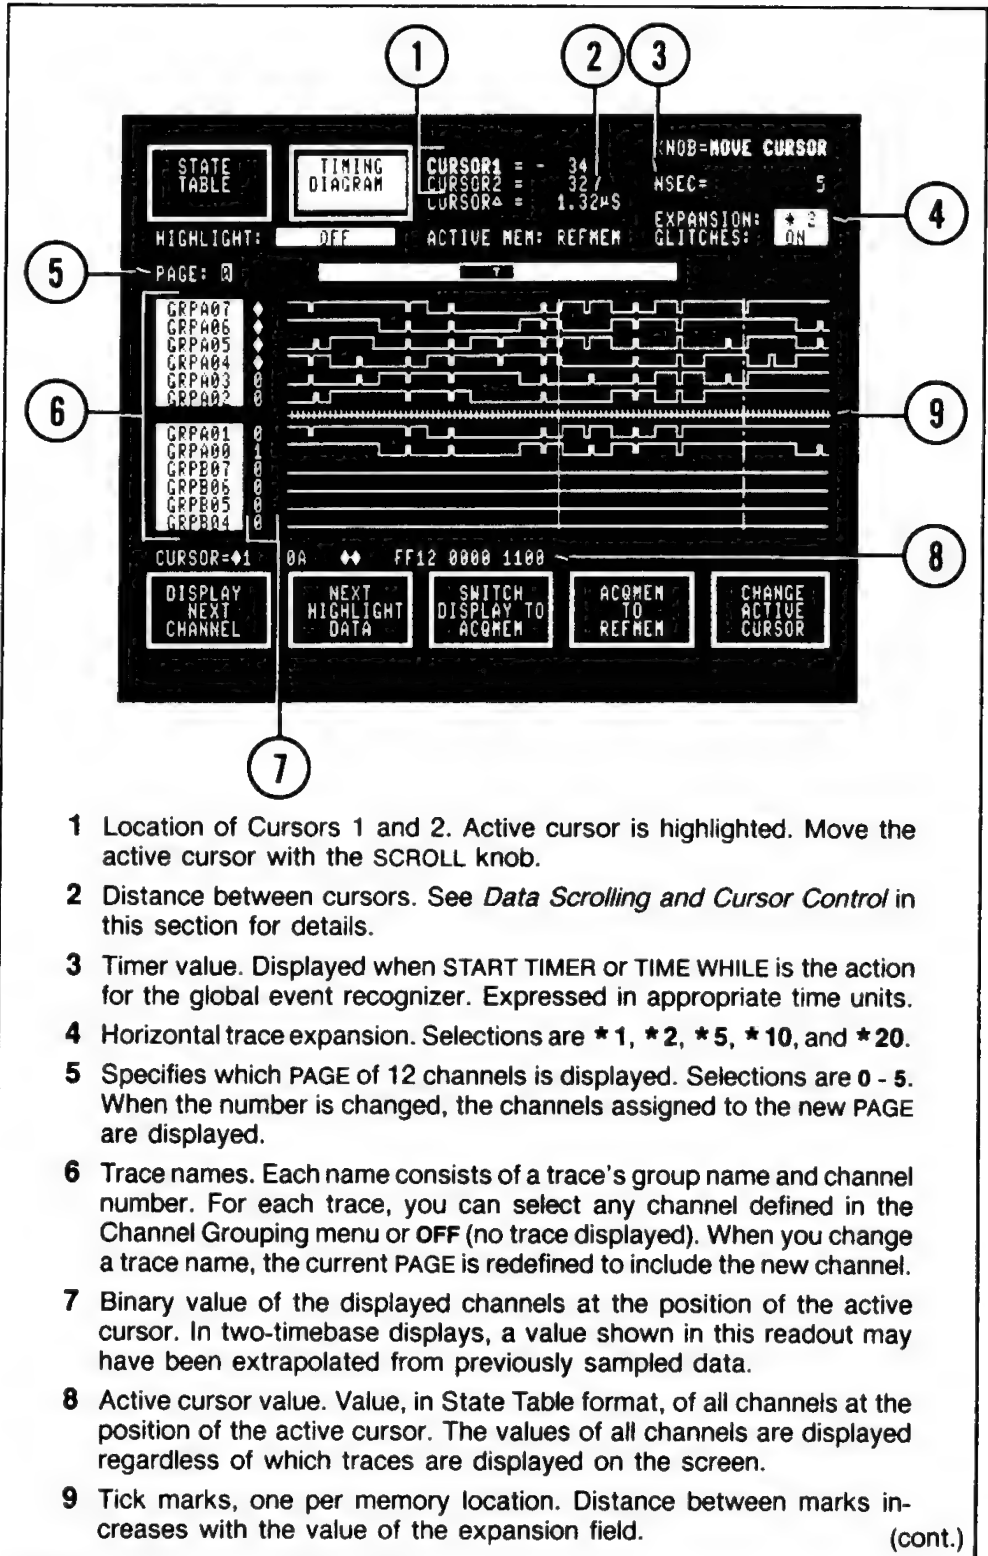 1 2 3
KNOB=MOVE CURSOR
STATE TABLE
TIMING DIAGRAM
CURSOR1 = - 34
CURSOR2 = 32
CURSOR△ = 1.32µS
NSEC= 5
EXPANSION: * 2
GLITCHES: ON
4
HIGHLIGHT: OFF
ACTIVE MEM: REFMEM
5
PAGE: 0
T
GRPA07 ♦
GRPA06 ♦
GRPA05 ♦
GRPA04 ♦
GRPA03 0
GRPA02 0
6
9
GRPA01 0
GRPA00 1
GRPB07 0
GRPB06 0
GRPB05 0
GRPB04 0
CURSOR=♦1 0A ♦♦ FF12 0000 1100
8
DISPLAY NEXT CHANNEL
NEXT HIGHLIGHT DATA
SWITCH DISPLAY TO ACQMEM
ACQMEM TO REFMEM
CHANGE ACTIVE CURSOR
7
1 Location of Cursors 1 and 2. Active cursor is highlighted. Move the
active cursor with the SCROLL knob.
2 Distance between cursors. See Data Scrolling and Cursor Control in
this section for details.
3 Timer value. Displayed when START TIMER or TIME WHILE is the action
for the global event recognizer. Expressed in appropriate time units.
4 Horizontal trace expansion. Selections are *1, *2, *5, *10, and *20.
5 Specifies which PAGE of 12 channels is displayed. Selections are 0 - 5.
When the number is changed, the channels assigned to the new PAGE
are displayed.
6 Trace names. Each name consists of a trace's group name and channel
number. For each trace, you can select any channel defined in the
Channel Grouping menu or OFF (no trace displayed). When you change
a trace name, the current PAGE is redefined to include the new channel.
7 Binary value of the displayed channels at the position of the active
cursor. In two-timebase displays, a value shown in this readout may
have been extrapolated from previously sampled data.
8 Active cursor value. Value, in State Table format, of all channels at the
position of the active cursor. The values of all channels are displayed
regardless of which traces are displayed on the screen.
9 Tick marks, one per memory location. Distance between marks in-
creases with the value of the expansion field.
(cont.)